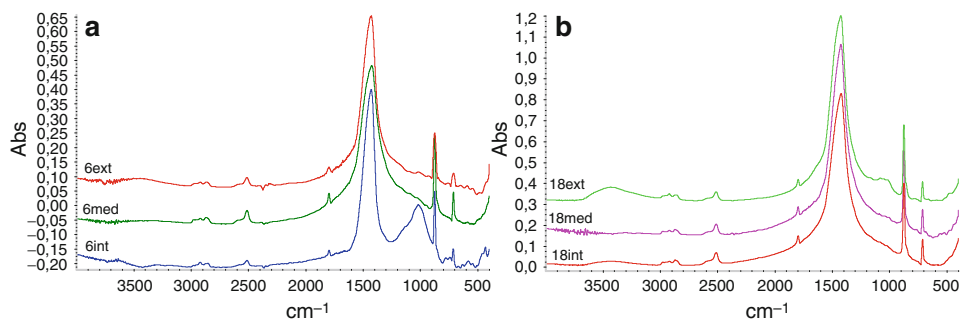 a
Abs
0,65
0,60
0,55
0,50
0,45
0,40
0,35
0,30
0,25
0,20
0,15
0,10
0,05
0,00
−0,05
−0,10
−0,15
−0,20
6ext
6med
6int
3500 3000 2500 2000 1500 1000 500
cm⁻¹
b
Abs
1,2
1,1
1,0
0,9
0,8
0,7
0,6
0,5
0,4
0,3
0,2
0,1
0,0
18ext
18med
18int
3500 3000 2500 2000 1500 1000 500
cm⁻¹